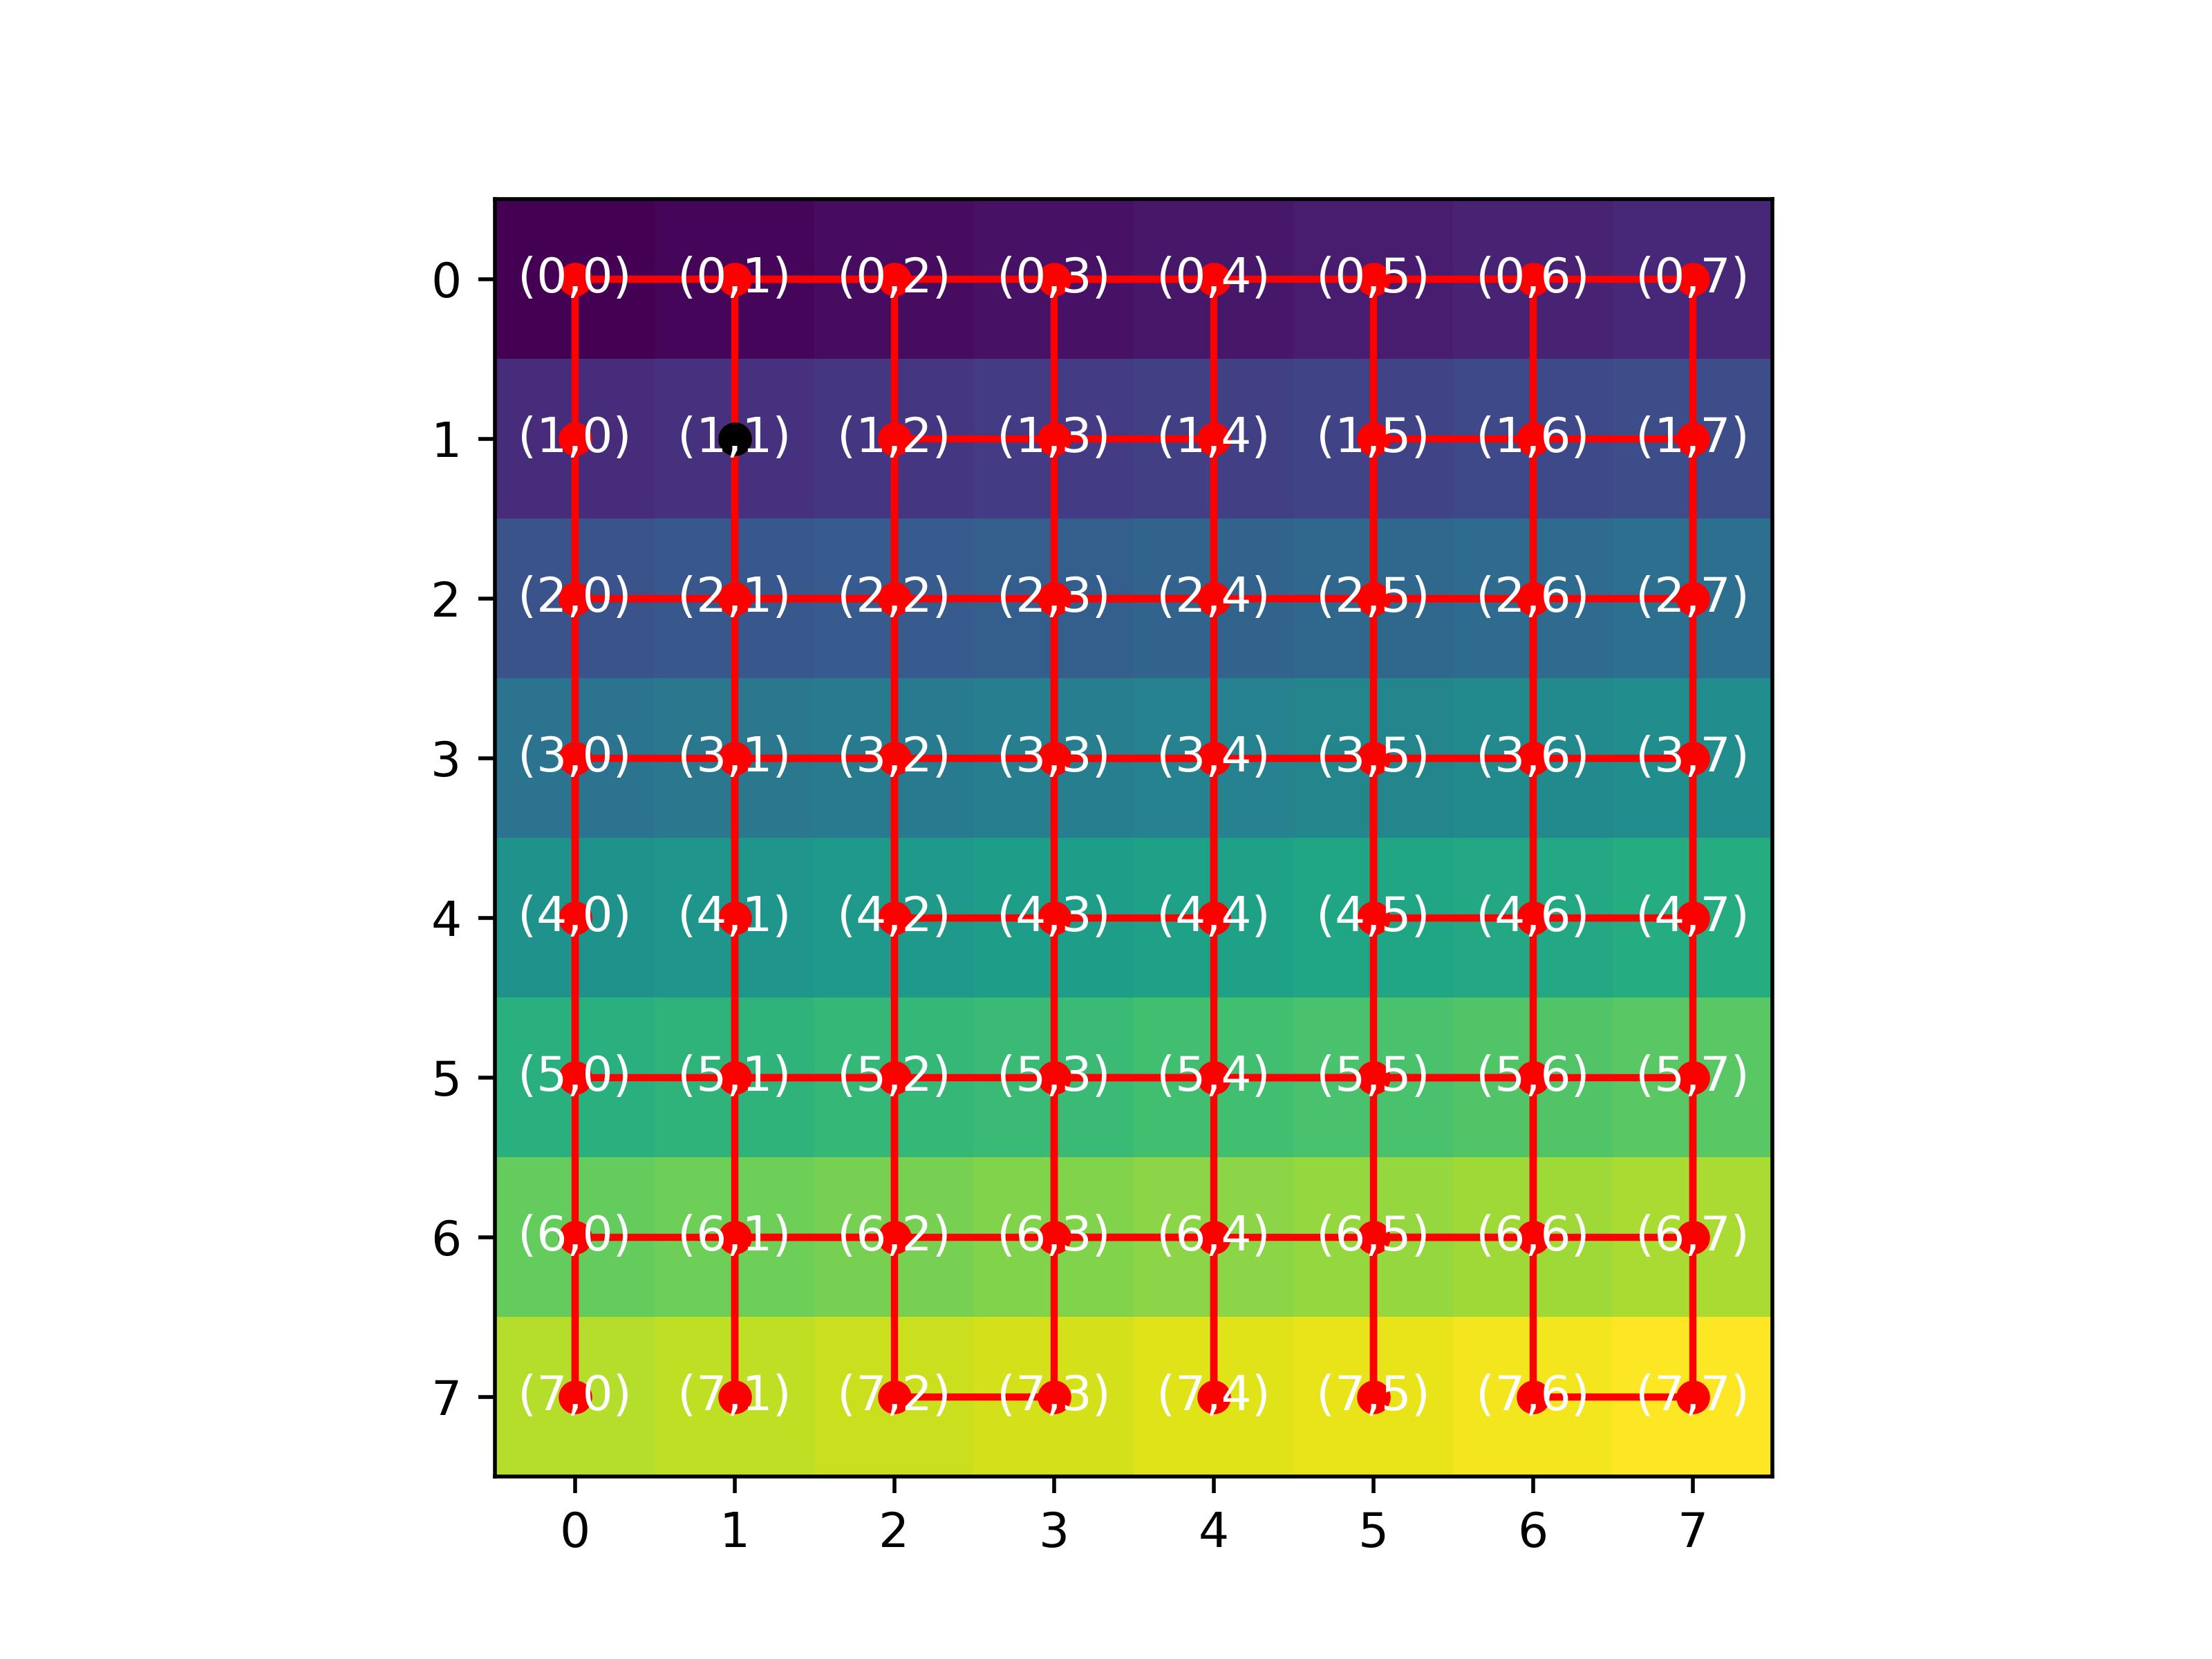 0 (0,0) (0,1) (0,2) (0,3) (0,4) (0,5) (0,6) (0,7)
1 (1,0) (1,1) (1,2) (1,3) (1,4) (1,5) (1,6) (1,7)
2 (2,0) (2,1) (2,2) (2,3) (2,4) (2,5) (2,6) (2,7)
3 (3,0) (3,1) (3,2) (3,3) (3,4) (3,5) (3,6) (3,7)
4 (4,0) (4,1) (4,2) (4,3) (4,4) (4,5) (4,6) (4,7)
5 (5,0) (5,1) (5,2) (5,3) (5,4) (5,5) (5,6) (5,7)
6 (6,0) (6,1) (6,2) (6,3) (6,4) (6,5) (6,6) (6,7)
7 (7,0) (7,1) (7,2) (7,3) (7,4) (7,5) (7,6) (7,7)
0 1 2 3 4 5 6 7